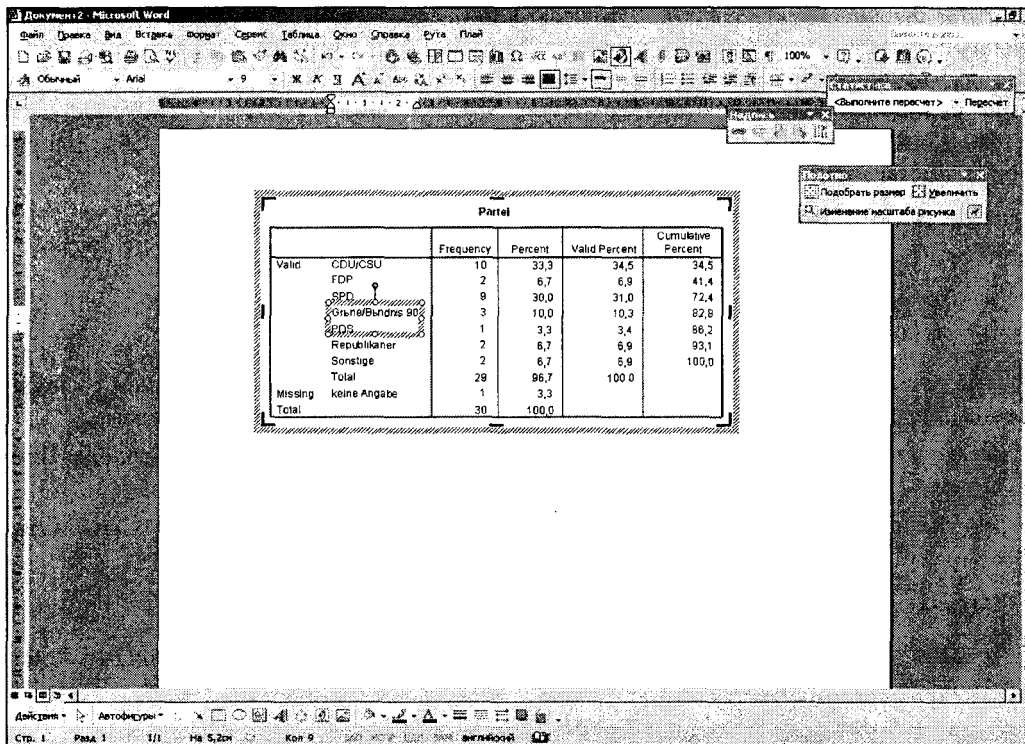 Документ2 - Microsoft Word
Файл Правка Вид Вставка Формат Сервис Таблица Окно Справка Рута Плай
100%
Обычный Arial 9 Ж К
<Выполните пересчет> Пересчет
Надпись
Полотно
Подобрать размер Увеличить
Изменение масштаба рисунка
Partei
Frequency Percent Valid Percent Cumulative Percent
Valid CDU/CSU 10 33,3 34,5 34,5
FDP 2 6,7 6,9 41,4
SPD 9 30,0 31,0 72,4
3 10,0 10,3 82,8
PDS 1 3,3 3,4 86,2
Republikaner 2 6,7 6,9 93,1
Sonstige 2 6,7 6,9 100,0
Total 29 96,7 100,0
Missing keine Angabe 1 3,3
Total 30 100,0
Действия Автофигуры
Стр. 1 Разд 1 1/1 На 5,2см Кол 9 английский